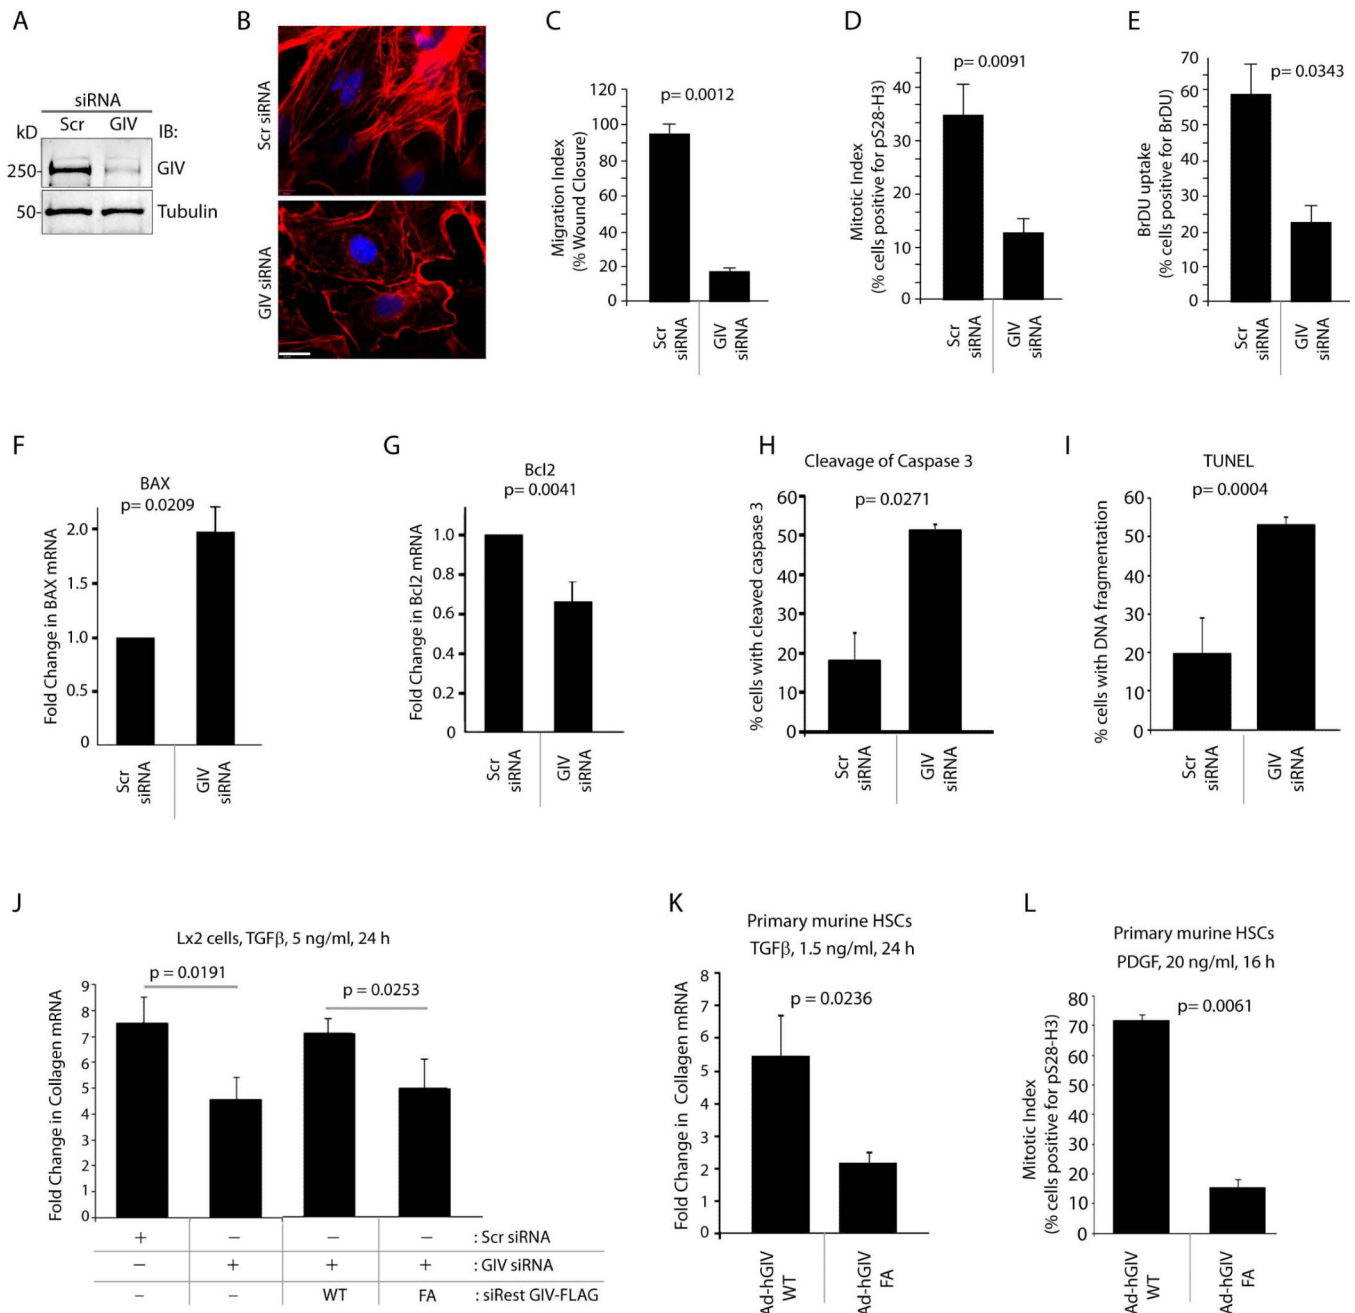 A
siRNA
kD
Scr
GIV
IB:
250-
GIV
50-
Tubulin
B
Scr siRNA
GIV siRNA
C
p= 0.0012
Migration Index
(% Wound Closure)
120
100
80
60
40
20
0
Scr
siRNA
GIV
siRNA
D
p= 0.0091
Mitotic Index
(% cells positive for pS28-H3)
40
30
20
10
0
Scr
siRNA
GIV
siRNA
E
p= 0.0343
BrDU uptake
(% cells positive for BrDU)
70
60
50
40
30
20
10
0
Scr
siRNA
GIV
siRNA
F
BAX
p= 0.0209
Fold Change in BAX mRNA
2.0
1.5
1.0
0.5
0
Scr
siRNA
GIV
siRNA
G
Bcl2
p= 0.0041
Fold Change in Bcl2 mRNA
1.0
0.8
0.6
0.4
0.2
0
Scr
siRNA
GIV
siRNA
H
Cleavage of Caspase 3
p= 0.0271
% cells with cleaved caspase 3
60
50
40
30
20
10
0
Scr
siRNA
GIV
siRNA
I
TUNEL
p= 0.0004
% cells with DNA fragmentation
60
50
40
30
20
10
0
Scr
siRNA
GIV
siRNA
J
Lx2 cells, TGFβ, 5 ng/ml, 24 h
p = 0.0191
p = 0.0253
Fold Change in Collagen mRNA
9
8
7
6
5
4
3
2
1
0
+ – – – : Scr siRNA
– + + + : GIV siRNA
– – WT FA : siRest GIV-FLAG
K
Primary murine HSCs
TGFβ, 1.5 ng/ml, 24 h
p = 0.0236
Fold Change in Collagen mRNA
8
7
6
5
4
3
2
1
0
Ad-hGIV
WT
Ad-hGIV
FA
L
Primary murine HSCs
PDGF, 20 ng/ml, 16 h
p= 0.0061
Mitotic Index
(% cells positive for pS28-H3)
80
70
60
50
40
30
20
10
0
Ad-hGIV
WT
Ad-hGIV
FA